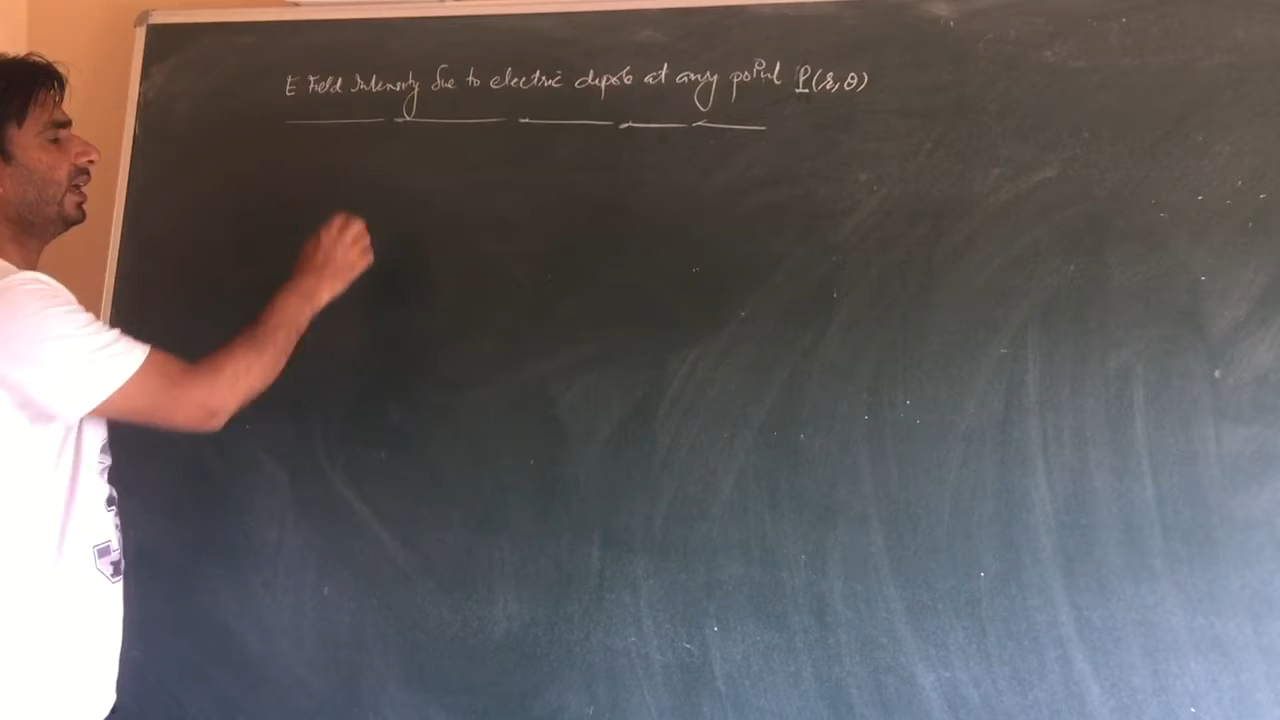 E Field Intensity due to electric dipole at any point P(r,θ)